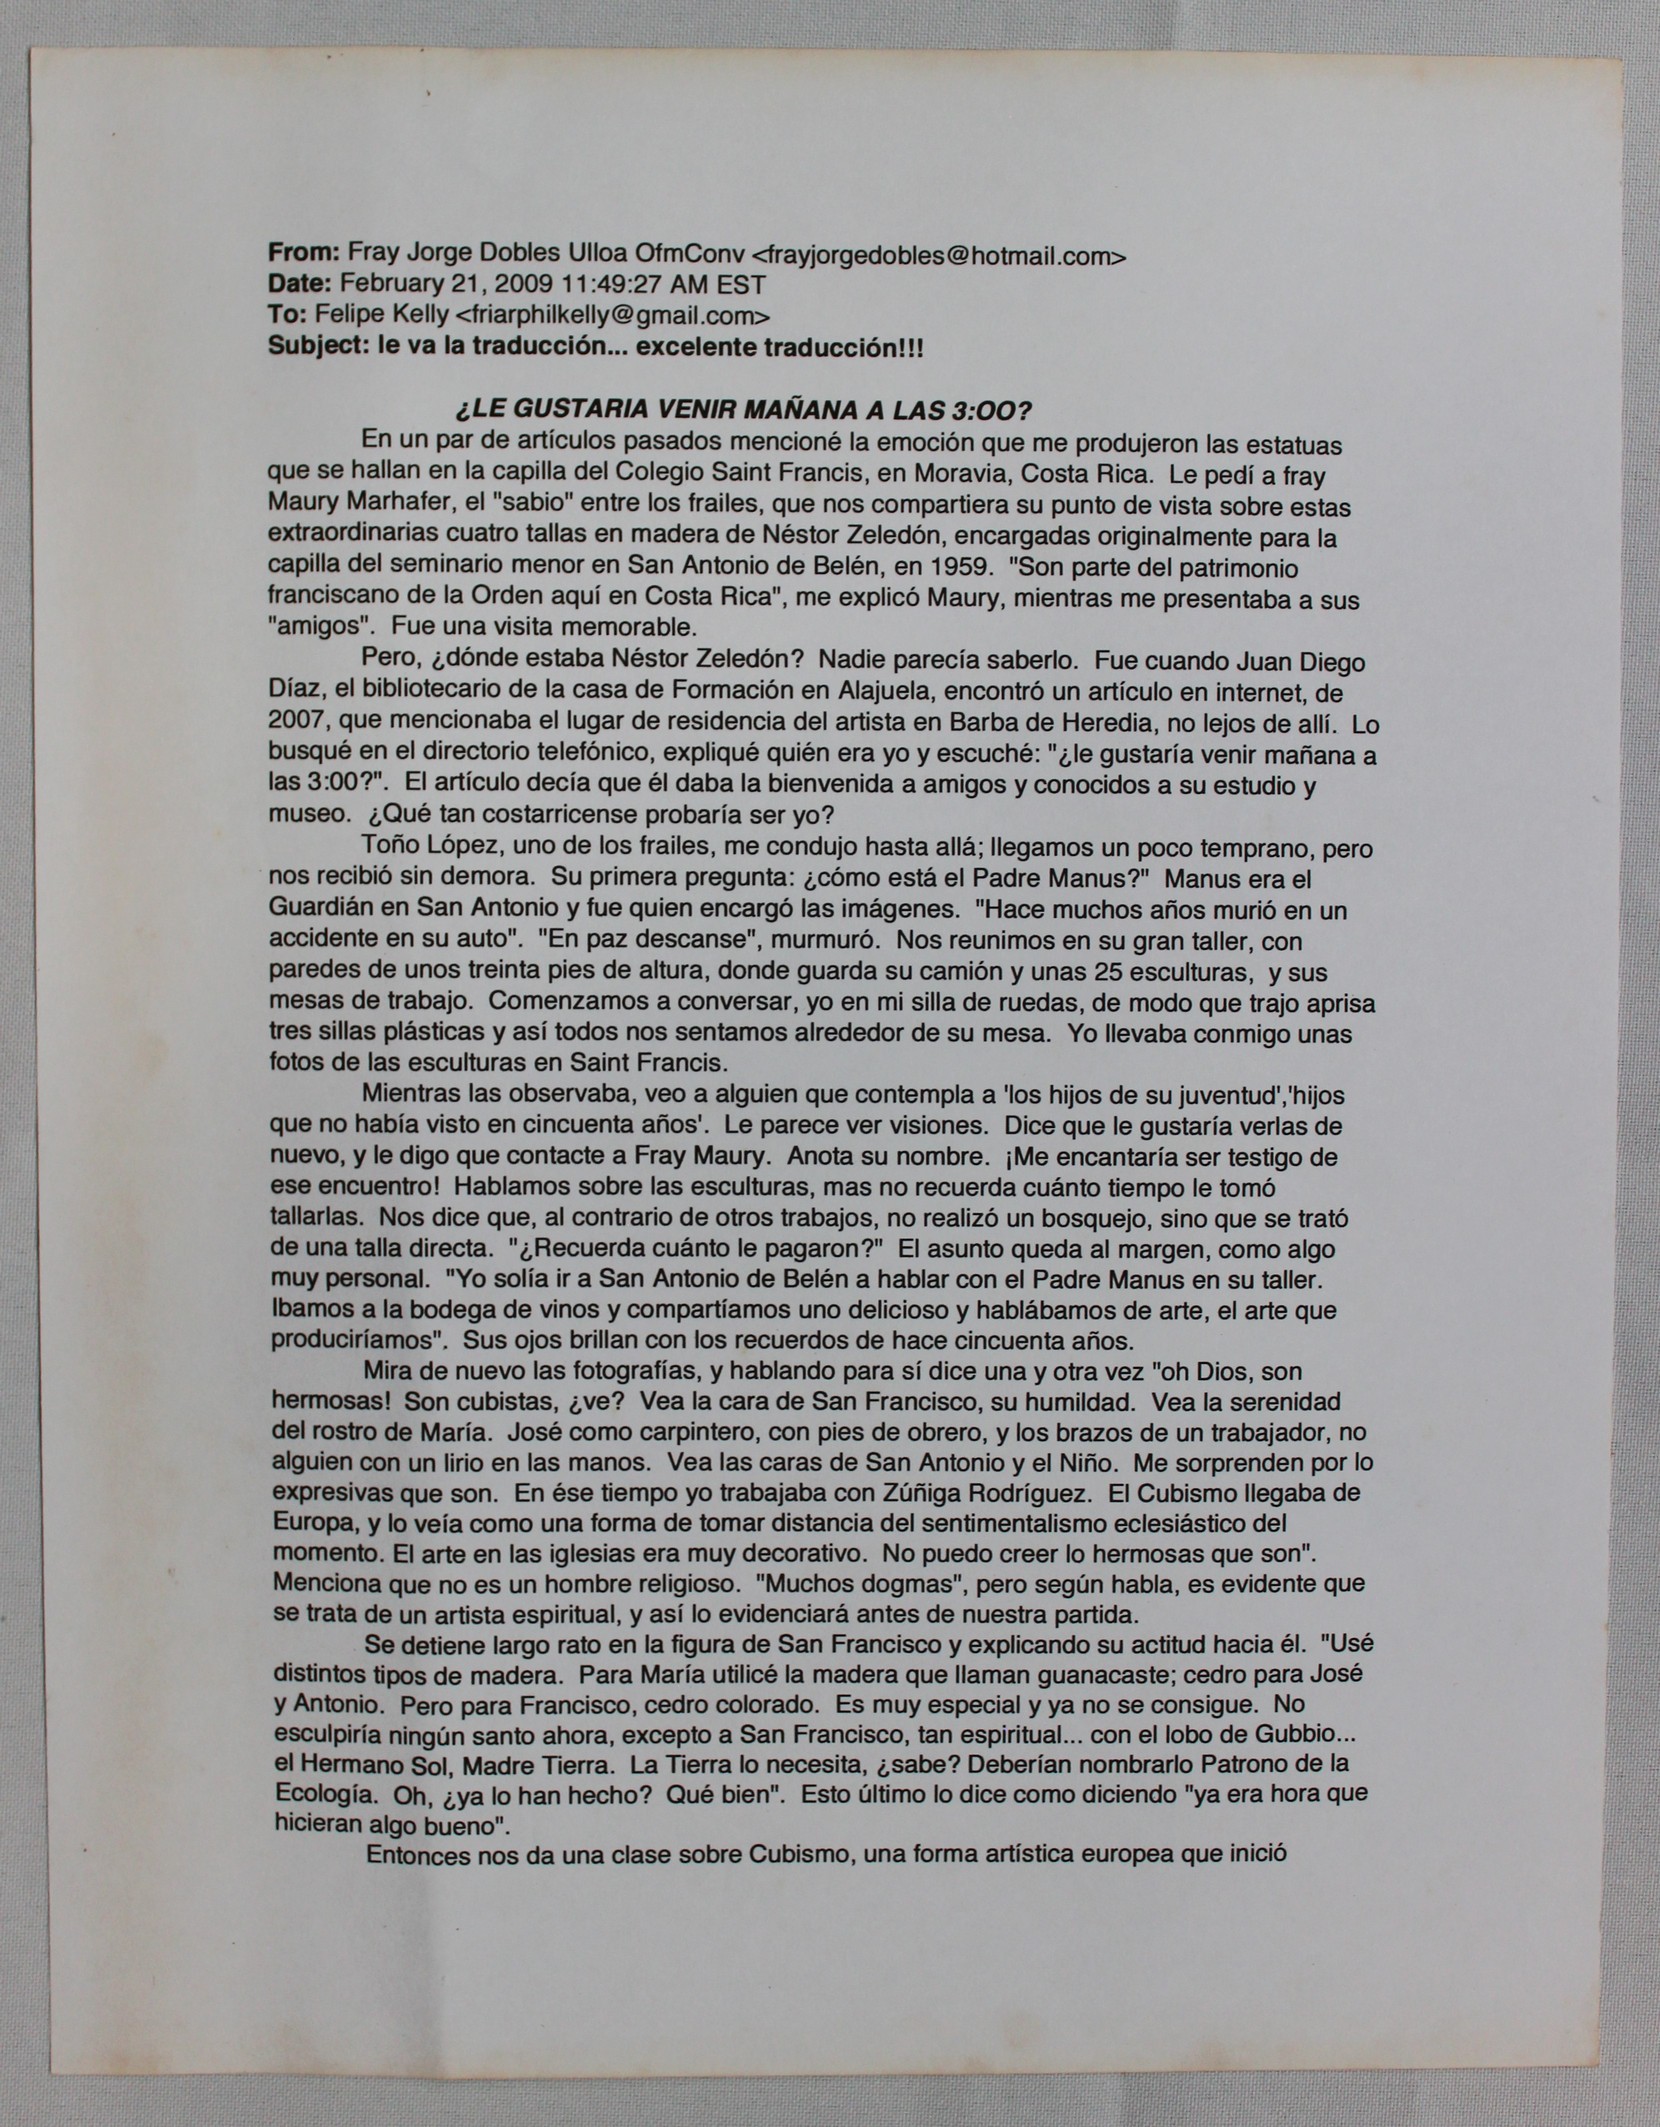 From: Fray Jorge Dobles Ulloa OfmConv <frayjorgedobles@hotmail.com>
Date: February 21, 2009 11:49:27 AM EST
To: Felipe Kelly <friarphilkelly@gmail.com>
Subject: le va la traducción... excelente traducción!!!
¿LE GUSTARIA VENIR MAÑANA A LAS 3:OO?
En un par de artículos pasados mencioné la emoción que me produjeron las estatuas
que se hallan en la capilla del Colegio Saint Francis, en Moravia, Costa Rica.  Le pedí a fray
Maury Marhafer, el "sabio" entre los frailes, que nos compartiera su punto de vista sobre estas
extraordinarias cuatro tallas en madera de Néstor Zeledón, encargadas originalmente para la
capilla del seminario menor en San Antonio de Belén, en 1959.  "Son parte del patrimonio
franciscano de la Orden aquí en Costa Rica", me explicó Maury, mientras me presentaba a sus
"amigos".  Fue una visita memorable.
Pero, ¿dónde estaba Néstor Zeledón?  Nadie parecía saberlo.  Fue cuando Juan Diego
Díaz, el bibliotecario de la casa de Formación en Alajuela, encontró un artículo en internet, de
2007, que mencionaba el lugar de residencia del artista en Barba de Heredia, no lejos de allí.  Lo
busqué en el directorio telefónico, expliqué quién era yo y escuché: "¿le gustaría venir mañana a
las 3:00?".  El artículo decía que él daba la bienvenida a amigos y conocidos a su estudio y
museo.  ¿Qué tan costarricense probaría ser yo?
Toño López, uno de los frailes, me condujo hasta allá; llegamos un poco temprano, pero
nos recibió sin demora.  Su primera pregunta: ¿cómo está el Padre Manus?"  Manus era el
Guardián en San Antonio y fue quien encargó las imágenes.  "Hace muchos años murió en un
accidente en su auto".  "En paz descanse", murmuró.  Nos reunimos en su gran taller, con
paredes de unos treinta pies de altura, donde guarda su camión y unas 25 esculturas,  y sus
mesas de trabajo.  Comenzamos a conversar, yo en mi silla de ruedas, de modo que trajo aprisa
tres sillas plásticas y así todos nos sentamos alrededor de su mesa.  Yo llevaba conmigo unas
fotos de las esculturas en Saint Francis.
Mientras las observaba, veo a alguien que contempla a 'los hijos de su juventud','hijos
que no había visto en cincuenta años'.  Le parece ver visiones.  Dice que le gustaría verlas de
nuevo, y le digo que contacte a Fray Maury.  Anota su nombre.  ¡Me encantaría ser testigo de
ese encuentro!  Hablamos sobre las esculturas, mas no recuerda cuánto tiempo le tomó
tallarlas.  Nos dice que, al contrario de otros trabajos, no realizó un bosquejo, sino que se trató
de una talla directa.  "¿Recuerda cuánto le pagaron?"  El asunto queda al margen, como algo
muy personal.  "Yo solía ir a San Antonio de Belén a hablar con el Padre Manus en su taller.
Ibamos a la bodega de vinos y compartíamos uno delicioso y hablábamos de arte, el arte que
produciríamos".  Sus ojos brillan con los recuerdos de hace cincuenta años.
Mira de nuevo las fotografías, y hablando para sí dice una y otra vez "oh Dios, son
hermosas!  Son cubistas, ¿ve?  Vea la cara de San Francisco, su humildad.  Vea la serenidad
del rostro de María.  José como carpintero, con pies de obrero, y los brazos de un trabajador, no
alguien con un lirio en las manos.  Vea las caras de San Antonio y el Niño.  Me sorprenden por lo
expresivas que son.  En ése tiempo yo trabajaba con Zúñiga Rodríguez.  El Cubismo llegaba de
Europa, y lo veía como una forma de tomar distancia del sentimentalismo eclesiástico del
momento. El arte en las iglesias era muy decorativo.  No puedo creer lo hermosas que son".
Menciona que no es un hombre religioso.  "Muchos dogmas", pero según habla, es evidente que
se trata de un artista espiritual, y así lo evidenciará antes de nuestra partida.
Se detiene largo rato en la figura de San Francisco y explicando su actitud hacia él.  "Usé
distintos tipos de madera.  Para María utilicé la madera que llaman guanacaste; cedro para José
y Antonio.  Pero para Francisco, cedro colorado.  Es muy especial y ya no se consigue.  No
esculpiría ningún santo ahora, excepto a San Francisco, tan espiritual... con el lobo de Gubbio...
el Hermano Sol, Madre Tierra.  La Tierra lo necesita, ¿sabe? Deberían nombrarlo Patrono de la
Ecología.  Oh, ¿ya lo han hecho?  Qué bien".  Esto último lo dice como diciendo "ya era hora que
hicieran algo bueno".
Entonces nos da una clase sobre Cubismo, una forma artística europea que inició